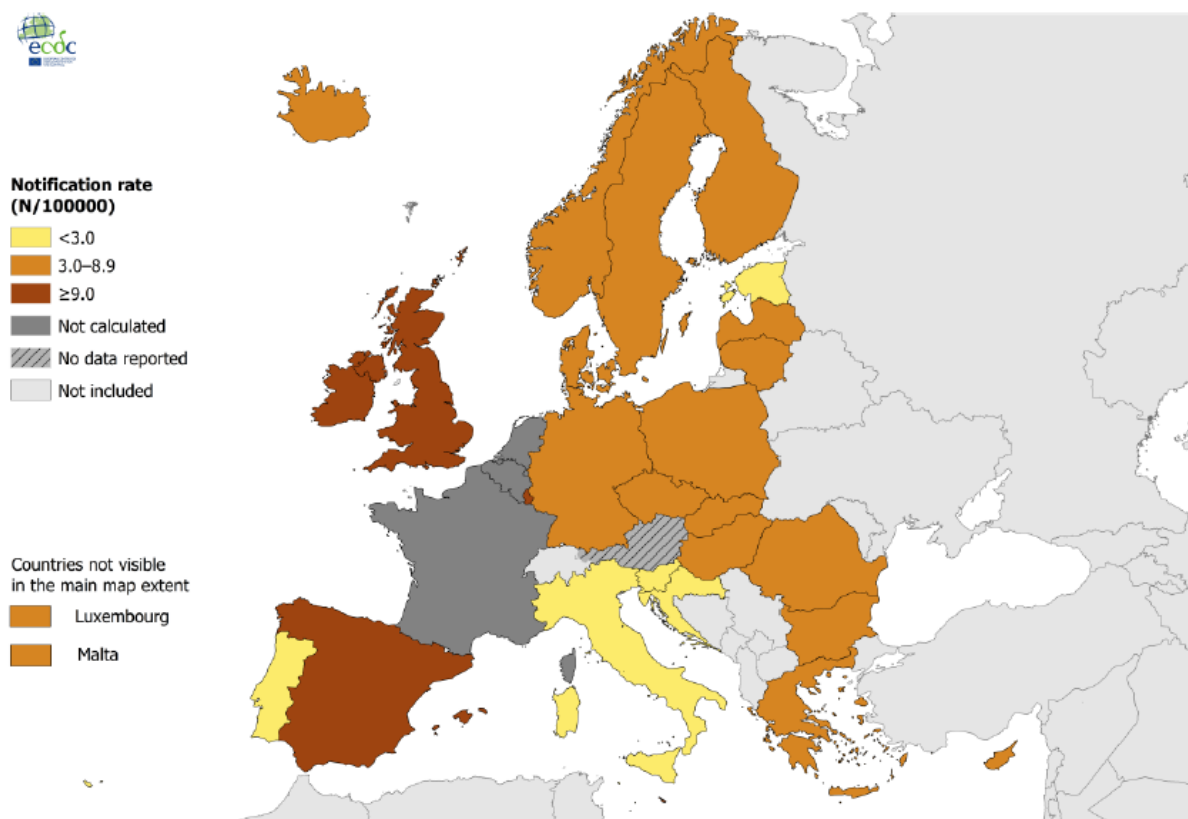 ecdc
Notification rate
(N/100000)
<3.0
3.0–8.9
≥9.0
Not calculated
No data reported
Not included
Countries not visible
in the main map extent
Luxembourg
Malta